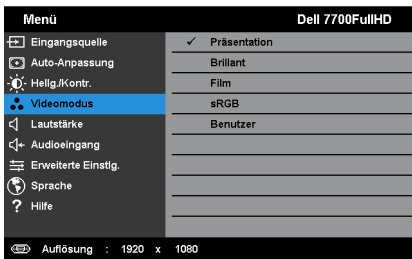 Menü Dell 7700FullHD
Eingangsquelle ✓ Präsentation
Auto-Anpassung Brillant
Hellg./Kontr. Film
Videomodus sRGB
Lautstärke Benutzer
Audioeingang
Erweiterte Einstlg.
Sprache
? Hilfe
Auflösung : 1920 x 1080